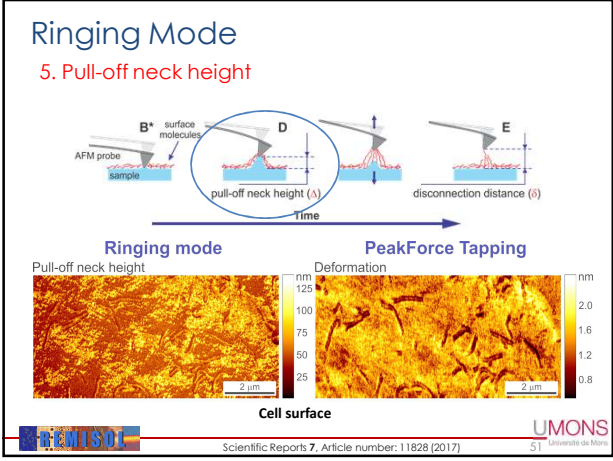 Ringing Mode
5. Pull-off neck height
B* surface molecules
D
E
AFM probe
sample
pull-off neck height (Δ)
disconnection distance (δ)
Time
Ringing mode
PeakForce Tapping
Pull-off neck height
nm
125
100
75
50
25
2 μm
Deformation
nm
2.0
1.6
1.2
0.8
2 μm
Cell surface
REMISOL
Scientific Reports 7, Article number: 11828 (2017)
51
UMONS
Université de Mons